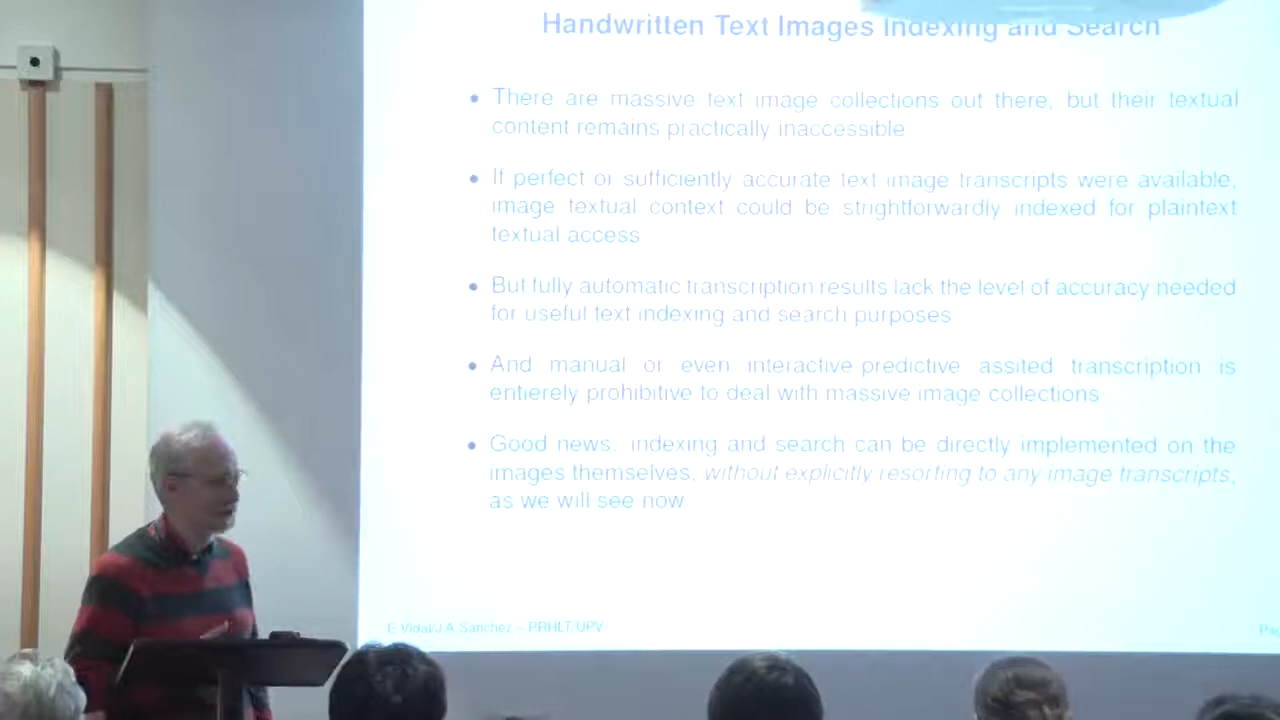 Handwritten Text Images Indexing and Search
• There are massive text image collections out there, but their textual
content remains practically inaccessible
• If perfect or sufficiently accurate text image transcripts were available,
image textual context could be strightforwardly indexed for plaintext
textual access
• But fully automatic transcription results lack the level of accuracy needed
for useful text indexing and search purposes
• And manual or even interactive-predictive assited transcription is
entierely prohibitive to deal with massive image collections
• Good news: indexing and search can be directly implemented on the
images themselves, without explicitly resorting to any image transcripts,
as we will see now
E.Vidal/J.A.Sanchez – PRHLT.UPV